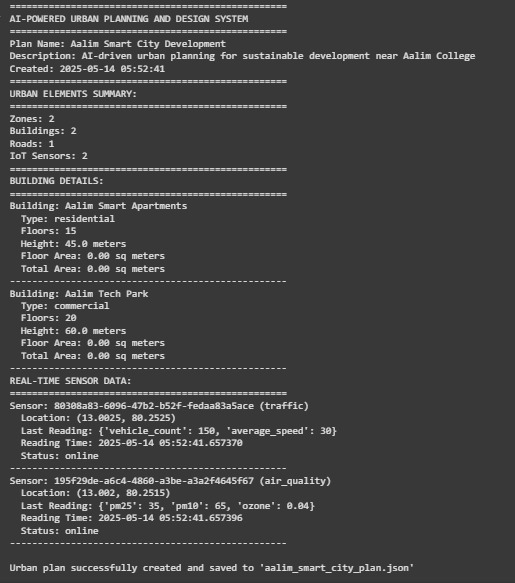 ==================================================
AI-POWERED URBAN PLANNING AND DESIGN SYSTEM
==================================================
Plan Name: Aalim Smart City Development
Description: AI-driven urban planning for sustainable development near Aalim College
Created: 2025-05-14 05:52:41
==================================================
URBAN ELEMENTS SUMMARY:
==================================================
Zones: 2
Buildings: 2
Roads: 1
IoT Sensors: 2
==================================================
BUILDING DETAILS:
==================================================
Building: Aalim Smart Apartments
  Type: residential
  Floors: 15
  Height: 45.0 meters
  Floor Area: 0.00 sq meters
  Total Area: 0.00 sq meters
--------------------------------------------------
Building: Aalim Tech Park
  Type: commercial
  Floors: 20
  Height: 60.0 meters
  Floor Area: 0.00 sq meters
  Total Area: 0.00 sq meters
--------------------------------------------------
REAL-TIME SENSOR DATA:
==================================================
Sensor: 80308a83-6096-47b2-b52f-fedaa83a5ace (traffic)
  Location: (13.0025, 80.2525)
  Last Reading: {'vehicle_count': 150, 'average_speed': 30}
  Reading Time: 2025-05-14 05:52:41.657370
  Status: online
--------------------------------------------------
Sensor: 195f29de-a6c4-4860-a3be-a3a2f4645f67 (air_quality)
  Location: (13.002, 80.2515)
  Last Reading: {'pm25': 35, 'pm10': 65, 'ozone': 0.04}
  Reading Time: 2025-05-14 05:52:41.657396
  Status: online
--------------------------------------------------
Urban plan successfully created and saved to 'aalim_smart_city_plan.json'